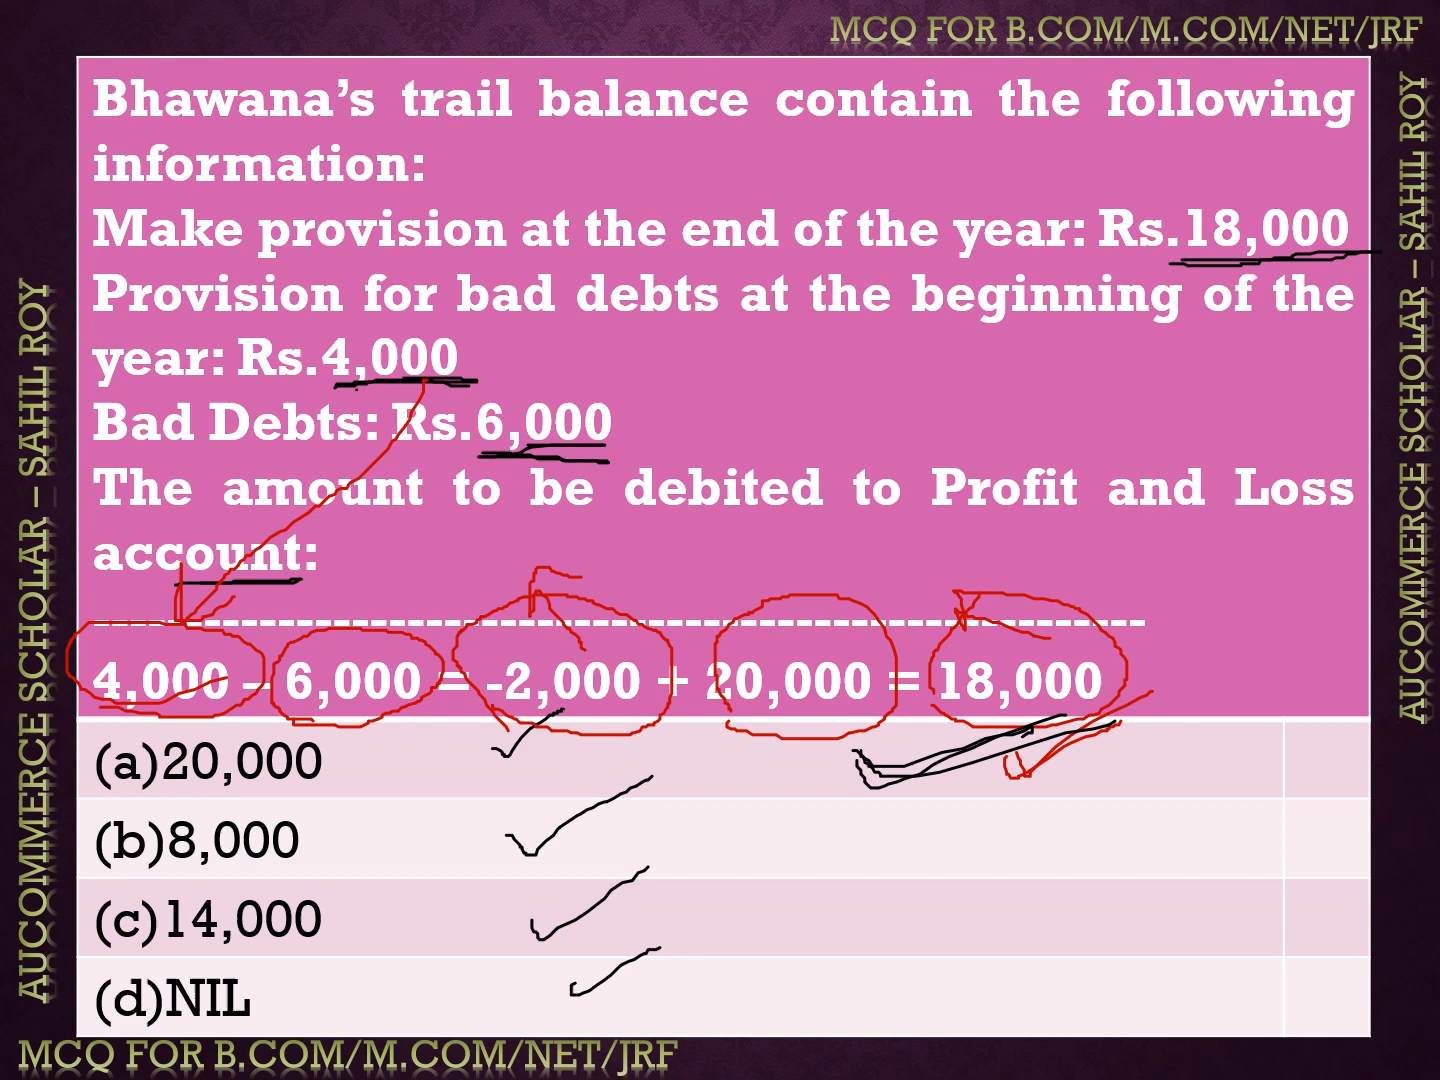 MCQ FOR B.COM/M.COM/NET/JRF
Bhawana’s trail balance contain the following
information:
Make provision at the end of the year: Rs.18,000
Provision for bad debts at the beginning of the
year: Rs.4,000
Bad Debts: Rs.6,000
The amount to be debited to Profit and Loss
account:
4,000 – 6,000 = -2,000 + 20,000 = 18,000
(a)20,000
(b)8,000
(c)14,000
(d)NIL
AUCOMMERCE SCHOLAR – SAHIL ROY
AUCOMMERCE SCHOLAR – SAHIL ROY
MCQ FOR B.COM/M.COM/NET/JRF